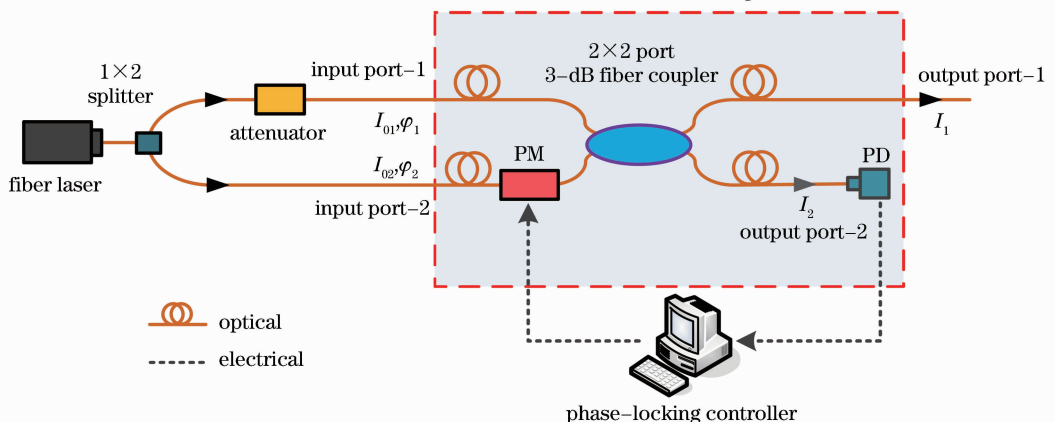 1×2
splitter
fiber laser
attenuator
input port–1
I₀₁,φ₁
I₀₂,φ₂
input port–2
PM
2×2 port
3–dB fiber coupler
output port–1
I₁
PD
I₂
output port–2
optical
electrical
phase–locking controller